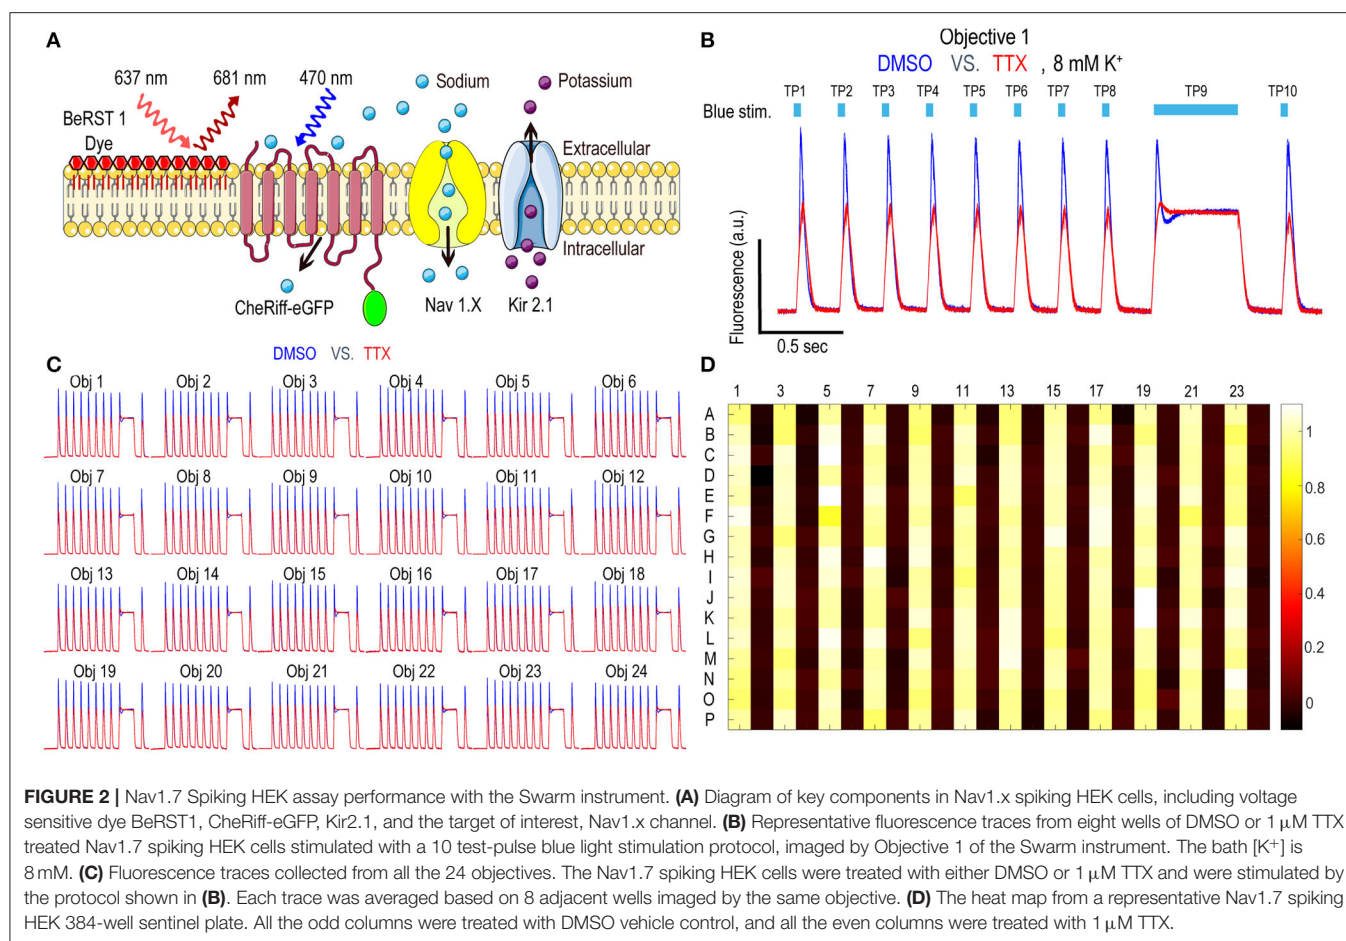 A
637 nm 681 nm 470 nm Sodium Potassium
BeRST 1
Dye
Extracellular
Intracellular
CheRiff-eGFP Nav 1.X Kir 2.1
B
Objective 1
DMSO VS. TTX , 8 mM K⁺
TP1 TP2 TP3 TP4 TP5 TP6 TP7 TP8 TP9 TP10
Blue stim.
Fluorescence (a.u.)
0.5 sec
C
DMSO VS. TTX
Obj 1 Obj 2 Obj 3 Obj 4 Obj 5 Obj 6
Obj 7 Obj 8 Obj 9 Obj 10 Obj 11 Obj 12
Obj 13 Obj 14 Obj 15 Obj 16 Obj 17 Obj 18
Obj 19 Obj 20 Obj 21 Obj 22 Obj 23 Obj 24
D
1 3 5 7 9 11 13 15 17 19 21 23
A
B
C
D
E
F
G
H
I
J
K
L
M
N
O
P
1
0.8
0.6
0.4
0.2
0
FIGURE 2 | Nav1.7 Spiking HEK assay performance with the Swarm instrument. (A) Diagram of key components in Nav1.x spiking HEK cells, including voltage
sensitive dye BeRST1, CheRiff-eGFP, Kir2.1, and the target of interest, Nav1.x channel. (B) Representative fluorescence traces from eight wells of DMSO or 1 μM TTX
treated Nav1.7 spiking HEK cells stimulated with a 10 test-pulse blue light stimulation protocol, imaged by Objective 1 of the Swarm instrument. The bath [K⁺] is
8 mM. (C) Fluorescence traces collected from all the 24 objectives. The Nav1.7 spiking HEK cells were treated with either DMSO or 1 μM TTX and were stimulated by
the protocol shown in (B). Each trace was averaged based on 8 adjacent wells imaged by the same objective. (D) The heat map from a representative Nav1.7 spiking
HEK 384-well sentinel plate. All the odd columns were treated with DMSO vehicle control, and all the even columns were treated with 1 μM TTX.